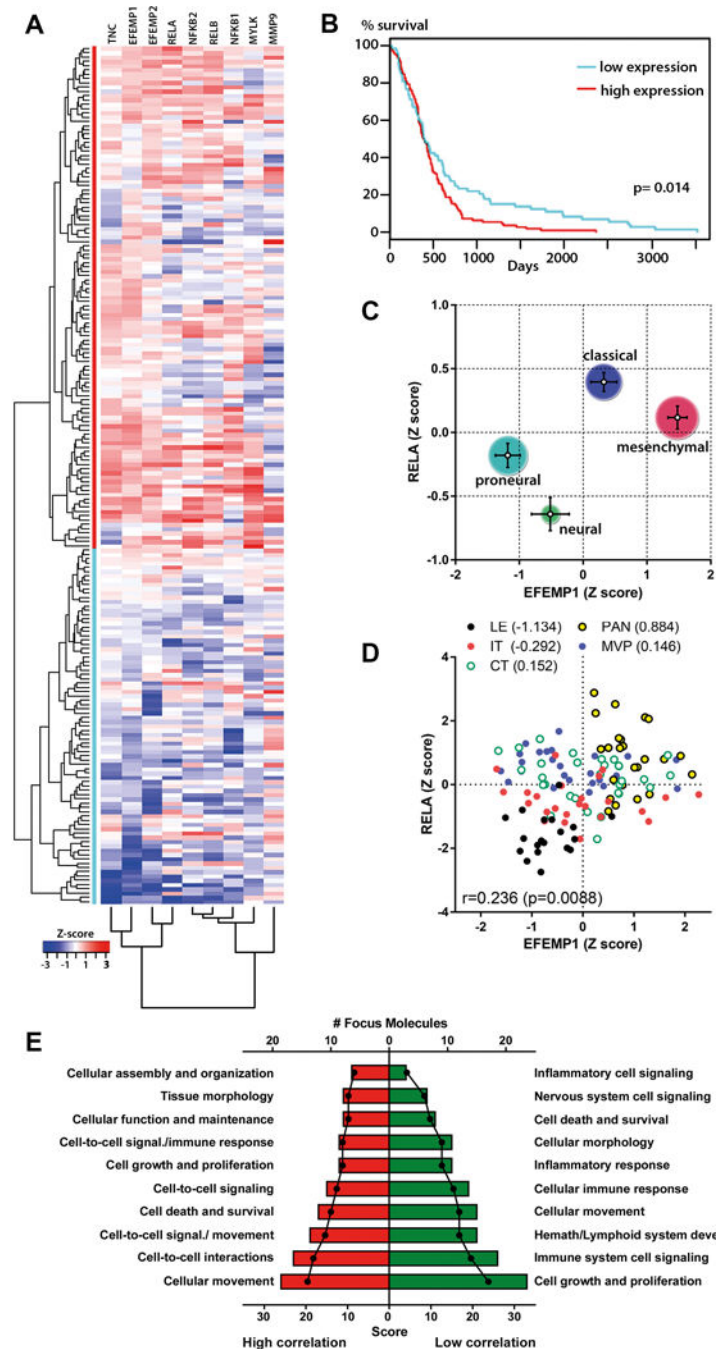 A
TNC
EFEMP1
EFEMP2
RELA
NFKB2
RELB
NFKB1
MYLK
MMP9
Z-score
-3 -1 1 3
B
% survival
100
80
60
40
20
0
low expression
high expression
p= 0.014
0 500 1000 2000 3000
Days
C
1.0
0.5
0.0
-0.5
-1.0
RELA (Z score)
classical
mesenchymal
proneural
neural
-2 -1 0 1 2
EFEMP1 (Z score)
D
LE (-1.134) PAN (0.884)
IT (-0.292) MVP (0.146)
CT (0.152)
4
2
0
-2
-4
RELA (Z score)
r=0.236 (p=0.0088)
-2 -1 0 1 2
EFEMP1 (Z score)
E
# Focus Molecules
20 10 0 10 20
Cellular assembly and organization Inflammatory cell signaling
Tissue morphology Nervous system cell signaling
Cellular function and maintenance Cell death and survival
Cell-to-cell signal./immune response Cellular morphology
Cell growth and proliferation Inflammatory response
Cell-to-cell signaling Cellular immune response
Cell death and survival Cellular movement
Cell-to-cell signal./ movement Hemath/Lymphoid system deve
Cell-to-cell interactions Immune system cell signaling
Cellular movement Cell growth and proliferation
30 20 10 0 10 20 30
Score
High correlation Low correlation